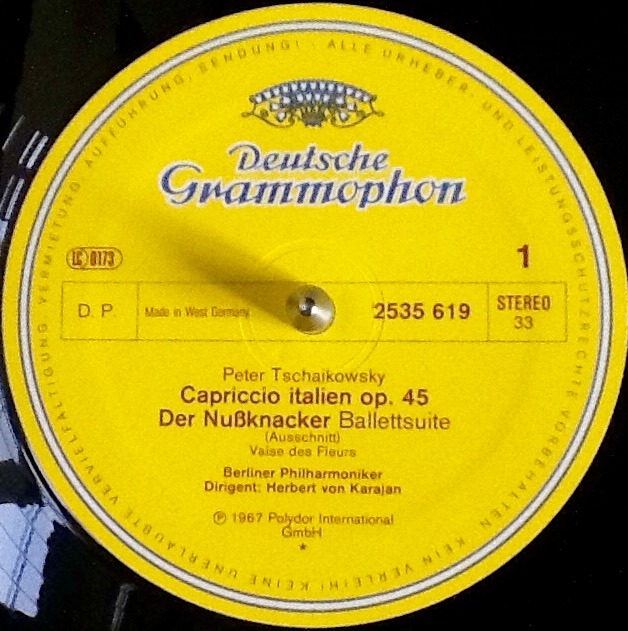 ALLE URHEBER- UND LEISTUNGSSCHUTZRECHTE VORBEHALTEN · KEIN VERLEIH! KEINE UNERLAUBTE VERVIELFÄLTIGUNG, VERMIETUNG, AUFFÜHRUNG, SENDUNG! ·
Deutsche
Grammophon
LC 0173
1
D. P. Made in West Germany 2535 619 STEREO
33
Peter Tschaikowsky
Capriccio italien op. 45
Der Nußknacker Ballettsuite
(Ausschnitt)
Valse des Fleurs
Berliner Philharmoniker
Dirigent: Herbert von Karajan
℗ 1967 Polydor International
GmbH
*